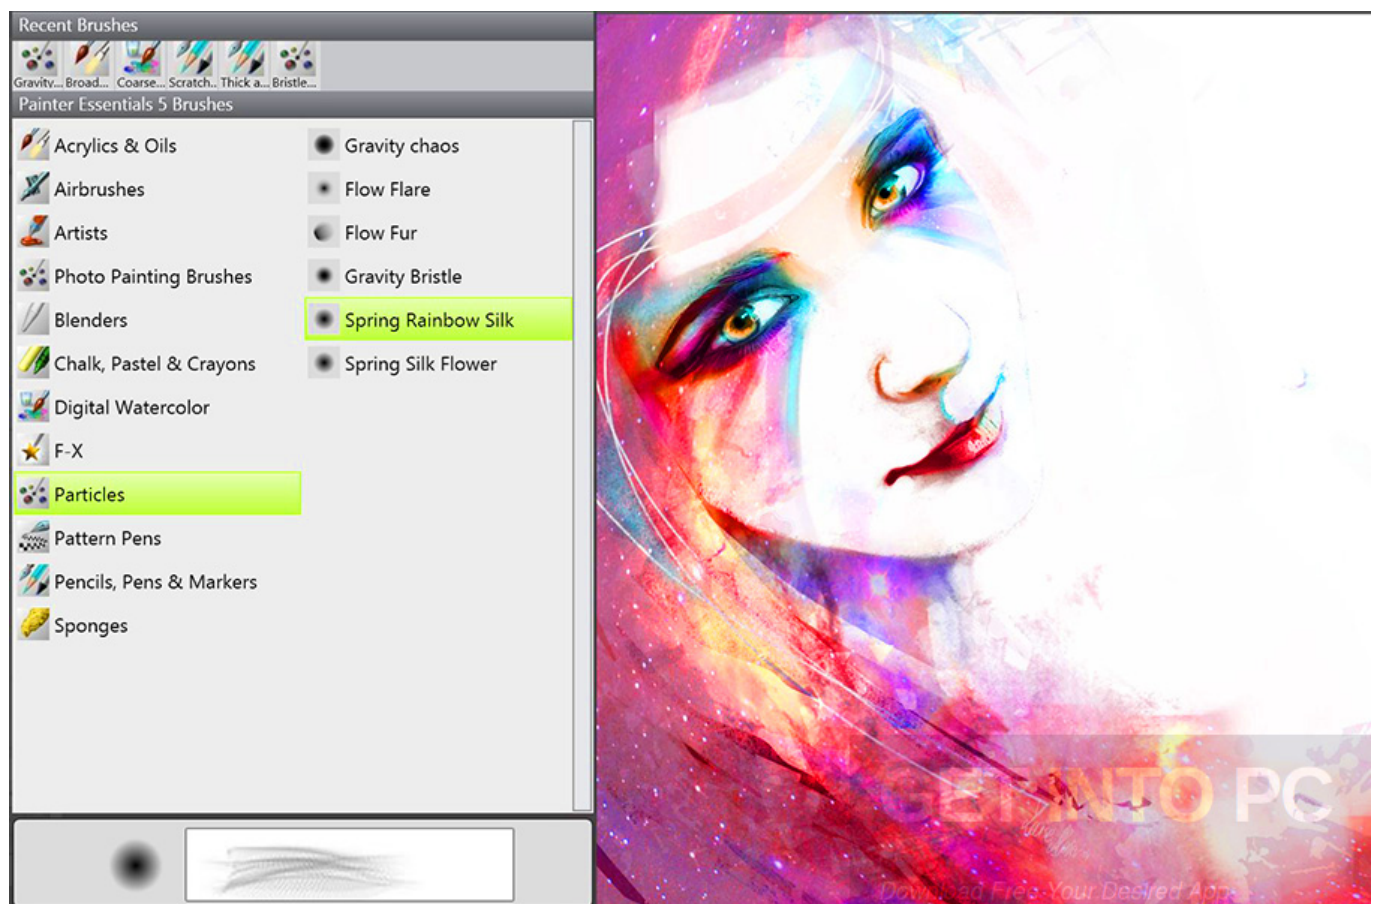 Recent Brushes
Gravity... Broad... Coarse... Scratch.. Thick a... Bristle...
Painter Essentials 5 Brushes
Acrylics & Oils
Airbrushes
Artists
Photo Painting Brushes
Blenders
Chalk, Pastel & Crayons
Digital Watercolor
F-X
Particles
Pattern Pens
Pencils, Pens & Markers
Sponges
Gravity chaos
Flow Flare
Flow Fur
Gravity Bristle
Spring Rainbow Silk
Spring Silk Flower
GET INTO PC
Download Free Your Desired App